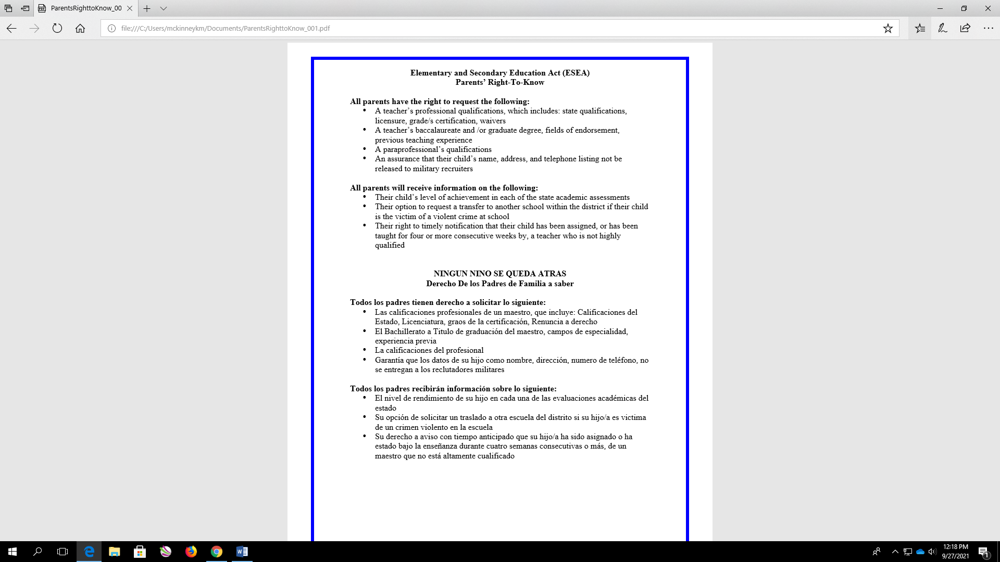 ParentsRighttoKnow_00
file:///C:/Users/mckinneykm/Documents/ParentsRighttoKnow_001.pdf
Elementary and Secondary Education Act (ESEA)
Parents’ Right-To-Know
All parents have the right to request the following:
• A teacher’s professional qualifications, which includes: state qualifications,
licensure, grade/s certification, waivers
• A teacher’s baccalaureate and /or graduate degree, fields of endorsement,
previous teaching experience
• A paraprofessional’s qualifications
• An assurance that their child’s name, address, and telephone listing not be
released to military recruiters
All parents will receive information on the following:
• Their child’s level of achievement in each of the state academic assessments
• Their option to request a transfer to another school within the district if their child
is the victim of a violent crime at school
• Their right to timely notification that their child has been assigned, or has been
taught for four or more consecutive weeks by, a teacher who is not highly
qualified
NINGUN NINO SE QUEDA ATRAS
Derecho De los Padres de Familia a saber
Todos los padres tienen derecho a solicitar lo siguiente:
• Las calificaciones profesionales de un maestro, que incluye: Calificaciones del
Estado, Licenciatura, graos de la certificación, Renuncia a derecho
• El Bachillerato a Titulo de graduación del maestro, campos de especialidad,
experiencia previa
• La calificaciones del profesional
• Garantía que los datos de su hijo como nombre, dirección, numero de teléfono, no
se entregan a los reclutadores militares
Todos los padres recibirán información sobre lo siguiente:
• El nivel de rendimiento de su hijo en cada una de las evaluaciones académicas del
estado
• Su opción de solicitar un traslado a otra escuela del distrito si su hijo/a es victima
de un crimen violento en la escuela
• Su derecho a aviso con tiempo anticipado que su hijo/a ha sido asignado o ha
estado bajo la enseñanza durante cuatro semanas consecutivas o más, de un
maestro que no está altamente cualificado
12:18 PM
9/27/2021
1